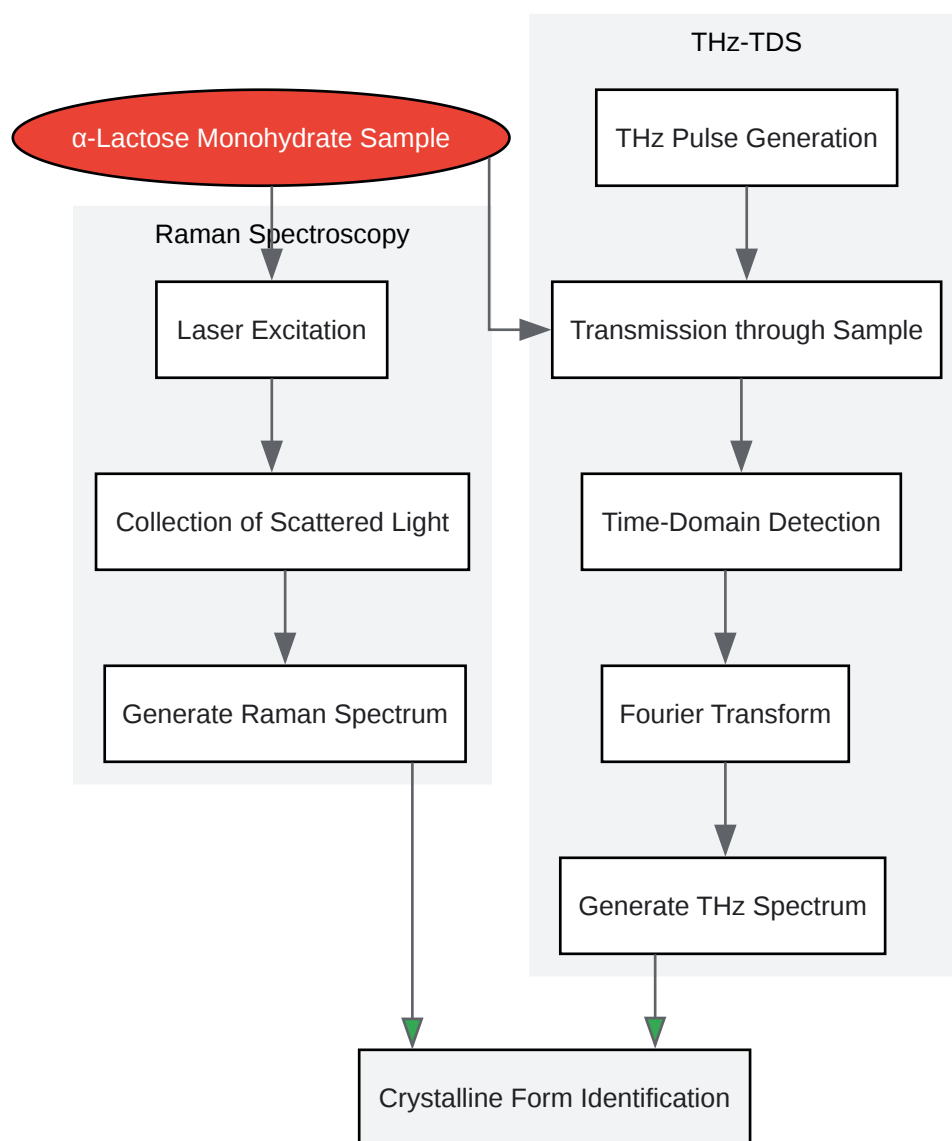 THz-TDS
α-Lactose Monohydrate Sample
THz Pulse Generation
Raman Spectroscopy
Laser Excitation
Transmission through Sample
Collection of Scattered Light
Time-Domain Detection
Generate Raman Spectrum
Fourier Transform
Generate THz Spectrum
Crystalline Form Identification